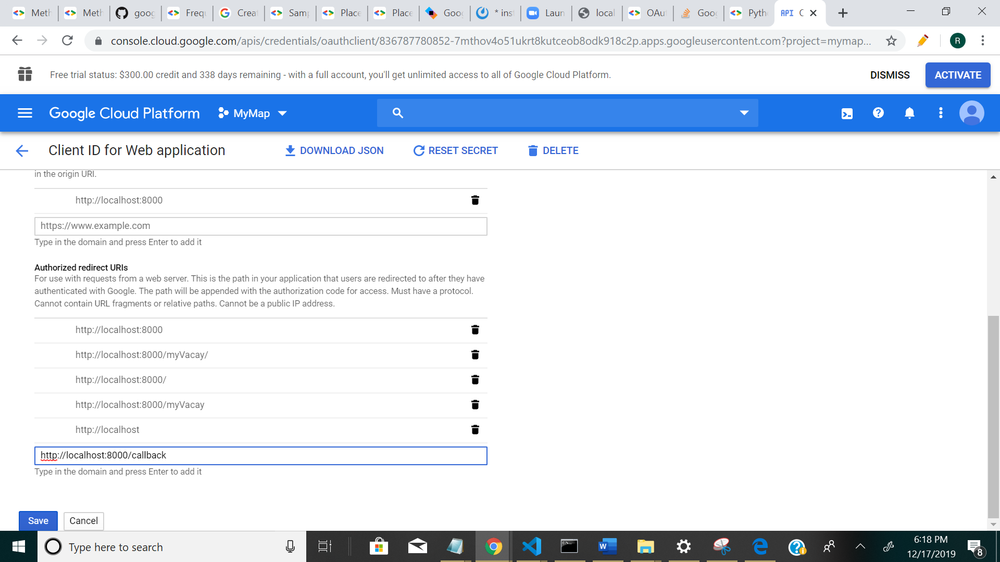 Meth
Meth
goog
Frequ
Creat
Samp
Place
Place
Goog
* inst
Laun
local
OAut
Goog
Pytho
API C
console.cloud.google.com/apis/credentials/oauthclient/836787780852-7mthov4o51ukrt8kutceob8odk918c2p.apps.googleusercontent.com?project=mymap...
R
Free trial status: $300.00 credit and 338 days remaining - with a full account, you'll get unlimited access to all of Google Cloud Platform.
DISMISS
ACTIVATE
Google Cloud Platform
MyMap
Client ID for Web application
DOWNLOAD JSON
RESET SECRET
DELETE
in the origin URI.
http://localhost:8000
https://www.example.com
Type in the domain and press Enter to add it
Authorized redirect URIs
For use with requests from a web server. This is the path in your application that users are redirected to after they have
authenticated with Google. The path will be appended with the authorization code for access. Must have a protocol.
Cannot contain URL fragments or relative paths. Cannot be a public IP address.
http://localhost:8000
http://localhost:8000/myVacay/
http://localhost:8000/
http://localhost:8000/myVacay
http://localhost
http://localhost:8000/callback
Type in the domain and press Enter to add it
Save
Cancel
Type here to search
6:18 PM
12/17/2019
8